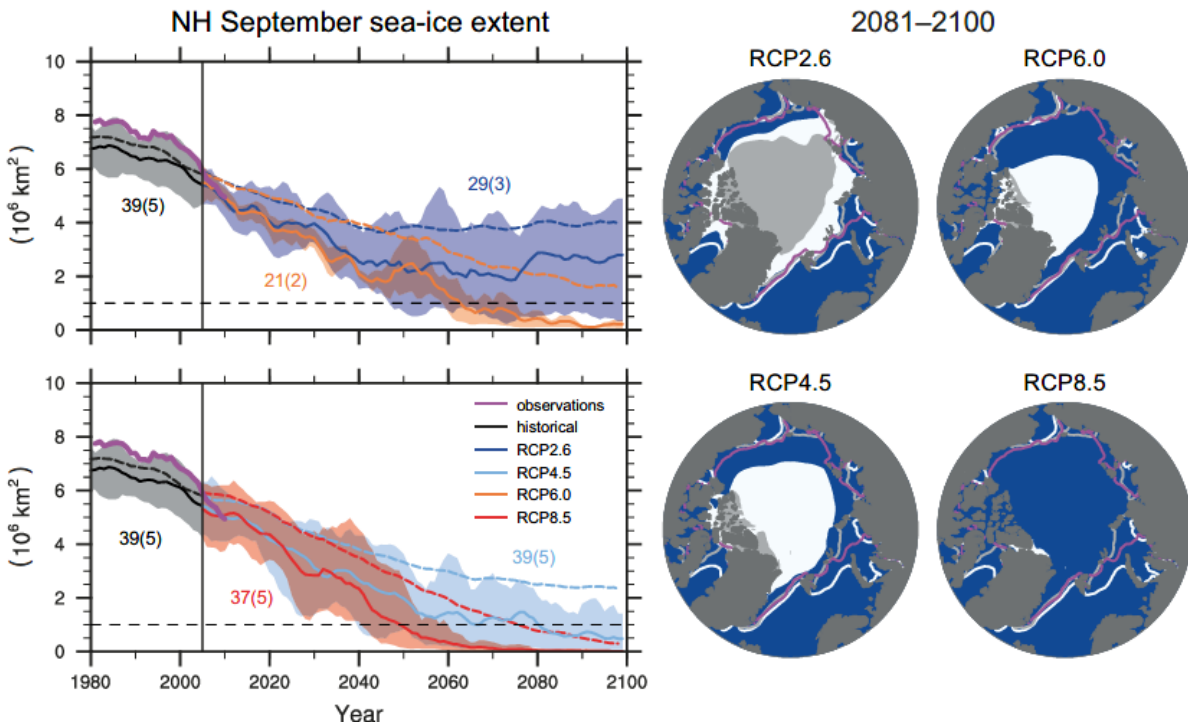 NH September sea-ice extent
2081–2100
(10⁶ km²)
10
8
6
4
2
0
39(5)
29(3)
21(2)
RCP2.6
RCP6.0
(10⁶ km²)
10
8
6
4
2
0
39(5)
37(5)
39(5)
observations
historical
RCP2.6
RCP4.5
RCP6.0
RCP8.5
1980 2000 2020 2040 2060 2080 2100
Year
RCP4.5
RCP8.5